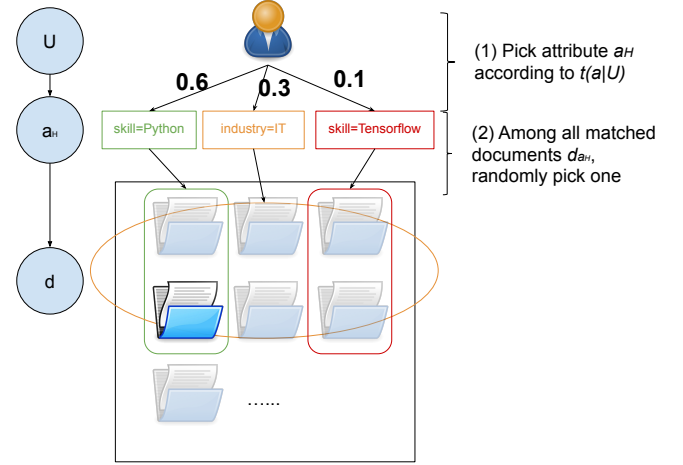 U
0.6
0.3
0.1
(1) Pick attribute aH
according to t(a|U)
aH
skill=Python
industry=IT
skill=Tensorflow
(2) Among all matched
documents daH,
randomly pick one
d
......